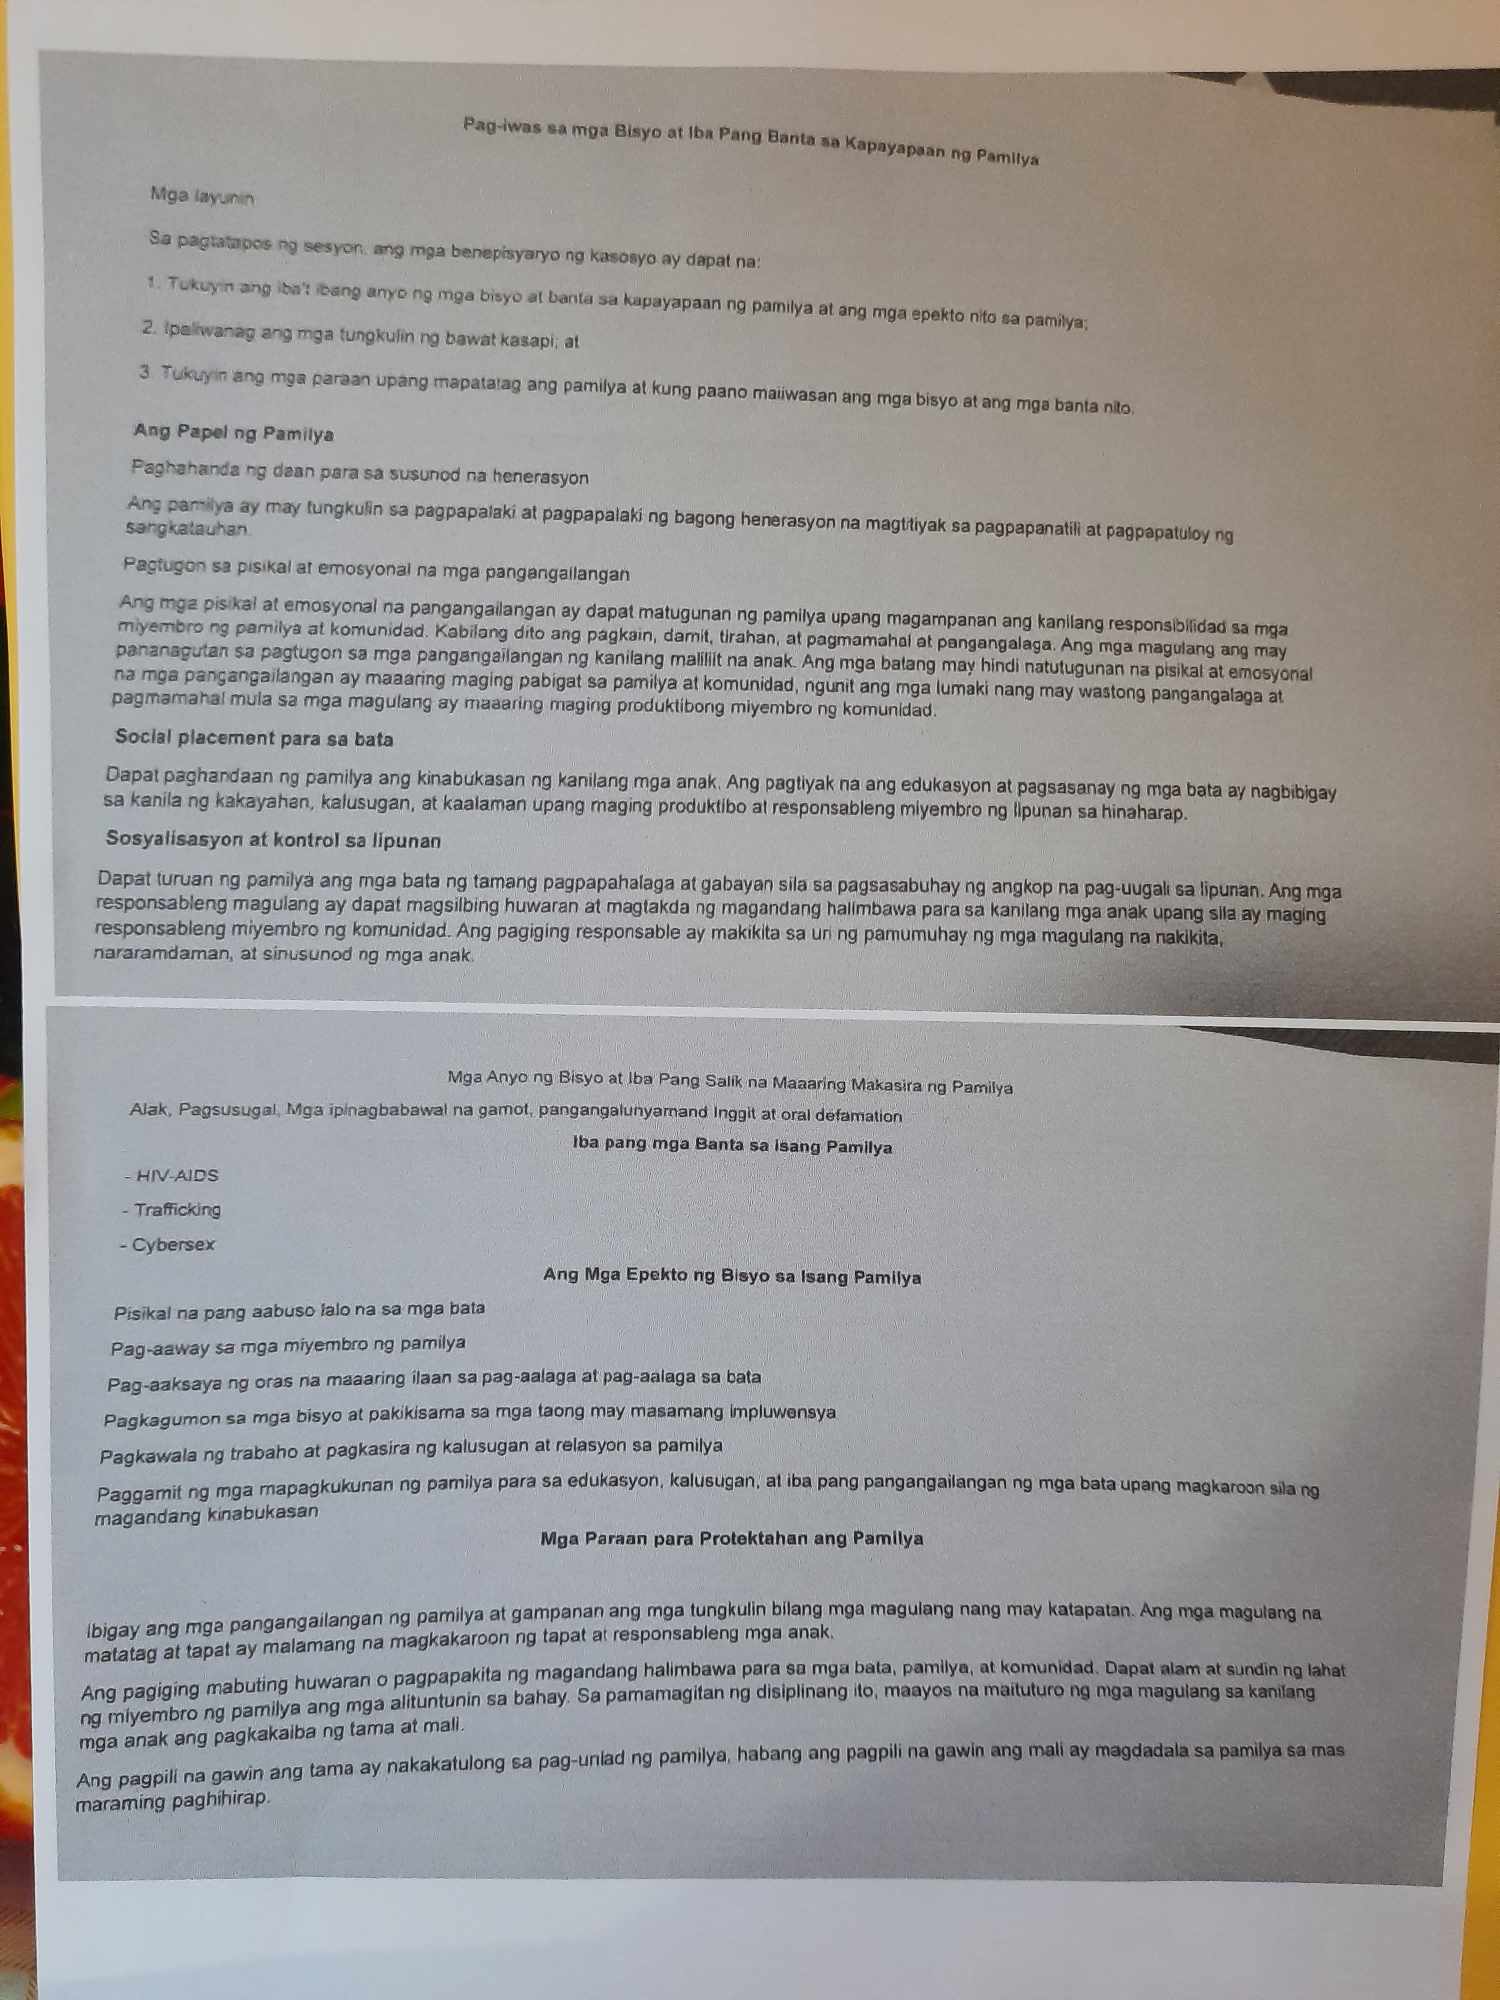 Pag-iwas sa mga Bisyo at Iba Pang Banta sa Kapayapaan ng Pamilya
Mga layunin
Sa pagtatapos ng sesyon, ang mga benepisyaryo ng kasosyo ay dapat na:
1. Tukuyin ang iba't ibang anyo ng mga bisyo at banta sa kapayapaan ng pamilya at ang mga epekto nito sa pamilya;
2. Ipaliwanag ang mga tungkulin ng bawat kasapi; at
3. Tukuyin ang mga paraan upang mapatatag ang pamilya at kung paano maiiwasan ang mga bisyo at ang mga banta nito.
Ang Papel ng Pamilya
Paghahanda ng daan para sa susunod na henerasyon
Ang pamilya ay may tungkulin sa pagpapalaki at pagpapalaki ng bagong henerasyon na magtitiyak sa pagpapanatili at pagpapatuloy ng
sangkatauhan.
Pagtugon sa pisikal at emosyonal na mga pangangailangan
Ang mga pisikal at emosyonal na pangangailangan ay dapat matugunan ng pamilya upang magampanan ang kanilang responsibilidad sa mga
miyembro ng pamilya at komunidad. Kabilang dito ang pagkain, damit, tirahan, at pagmamahal at pangangalaga. Ang mga magulang ang may
pananagutan sa pagtugon sa mga pangangailangan ng kanilang maliliit na anak. Ang mga batang may hindi natutugunan na pisikal at emosyonal
na mga pangangailangan ay maaaring maging pabigat sa pamilya at komunidad, ngunit ang mga lumaki nang may wastong pangangalaga at
pagmamahal mula sa mga magulang ay maaaring maging produktibong miyembro ng komunidad.
Social placement para sa bata
Dapat paghandaan ng pamilya ang kinabukasan ng kanilang mga anak. Ang pagtiyak na ang edukasyon at pagsasanay ng mga bata ay nagbibigay
sa kanila ng kakayahan, kalusugan, at kaalaman upang maging produktibo at responsableng miyembro ng lipunan sa hinaharap.
Sosyalisasyon at kontrol sa lipunan
Dapat turuan ng pamilya ang mga bata ng tamang pagpapahalaga at gabayan sila sa pagsasabuhay ng angkop na pag-uugali sa lipunan. Ang mga
responsableng magulang ay dapat magsilbing huwaran at magtakda ng magandang halimbawa para sa kanilang mga anak upang sila ay maging
responsableng miyembro ng komunidad. Ang pagiging responsable ay makikita sa uri ng pamumuhay ng mga magulang na nakikita,
nararamdaman, at sinusunod ng mga anak.
Mga Anyo ng Bisyo at Iba Pang Salik na Maaaring Makasira ng Pamilya
Alak, Pagsusugal, Mga ipinagbabawal na gamot, pangangalunyamand Inggit at oral defamation
Iba pang mga Banta sa isang Pamilya
- HIV-AIDS
- Trafficking
- Cybersex
Ang Mga Epekto ng Bisyo sa Isang Pamilya
Pisikal na pang aabuso lalo na sa mga bata
Pag-aaway sa mga miyembro ng pamilya
Pag-aaksaya ng oras na maaaring ilaan sa pag-aalaga at pag-aalaga sa bata
Pagkagumon sa mga bisyo at pakikisama sa mga taong may masamang impluwensya
Pagkawala ng trabaho at pagkasira ng kalusugan at relasyon sa pamilya
Paggamit ng mga mapagkukunan ng pamilya para sa edukasyon, kalusugan, at iba pang pangangailangan ng mga bata upang magkaroon sila ng
magandang kinabukasan
Mga Paraan para Protektahan ang Pamilya
Ibigay ang mga pangangailangan ng pamilya at gampanan ang mga tungkulin bilang mga magulang nang may katapatan. Ang mga magulang na
matatag at tapat ay malamang na magkakaroon ng tapat at responsableng mga anak.
Ang pagiging mabuting huwaran o pagpapakita ng magandang halimbawa para sa mga bata, pamilya, at komunidad. Dapat alam at sundin ng lahat
ng miyembro ng pamilya ang mga alituntunin sa bahay. Sa pamamagitan ng disiplinang ito, maayos na maituturo ng mga magulang sa kanilang
mga anak ang pagkakaiba ng tama at mali.
Ang pagpili na gawin ang tama ay nakakatulong sa pag-unlad ng pamilya, habang ang pagpili na gawin ang mali ay magdadala sa pamilya sa mas
maraming paghihirap.